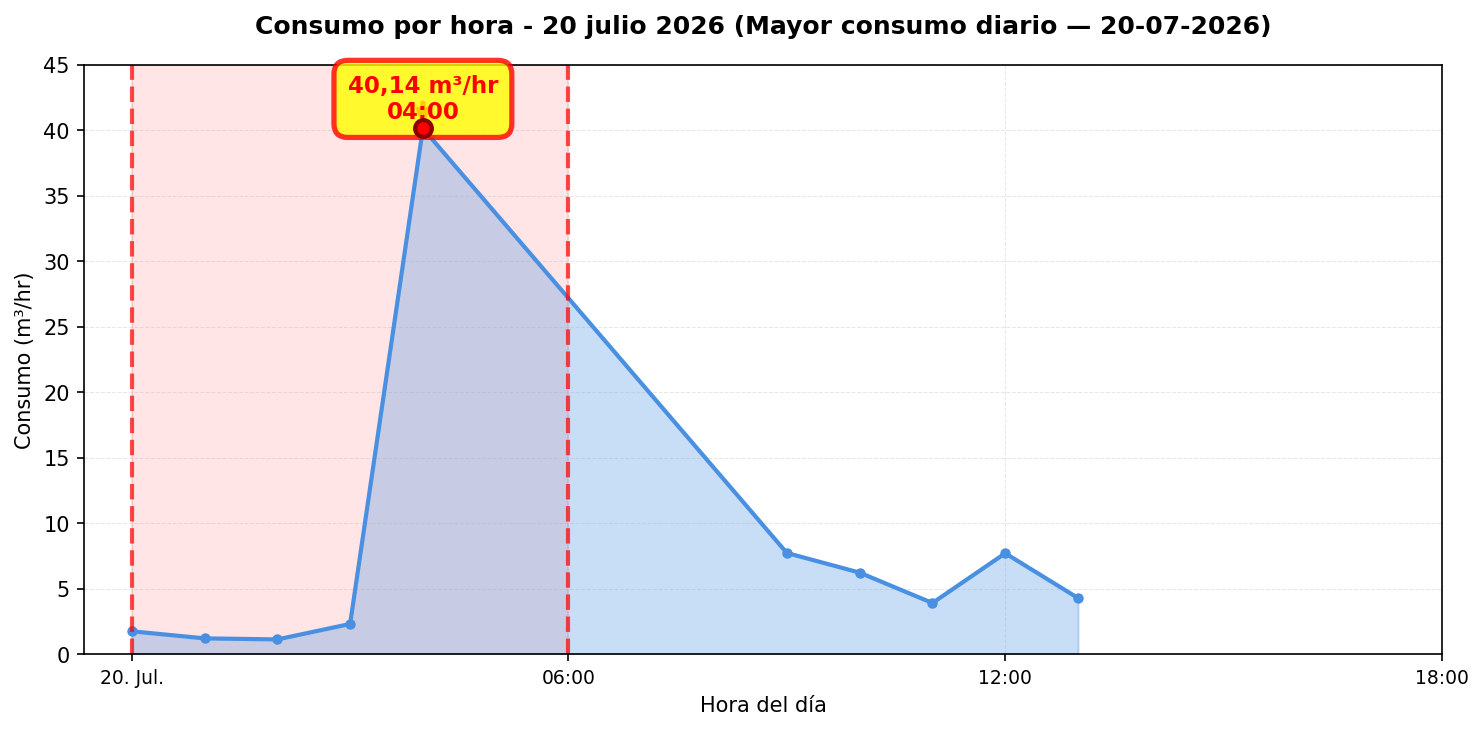 Consumo por hora - 20 julio 2026 (Mayor consumo diario — 20-07-2026)
40,14 m³/hr
04:00
Consumo (m³/hr)
45
40
35
30
25
20
15
10
5
0
20. Jul.
06:00
12:00
18:00
Hora del día